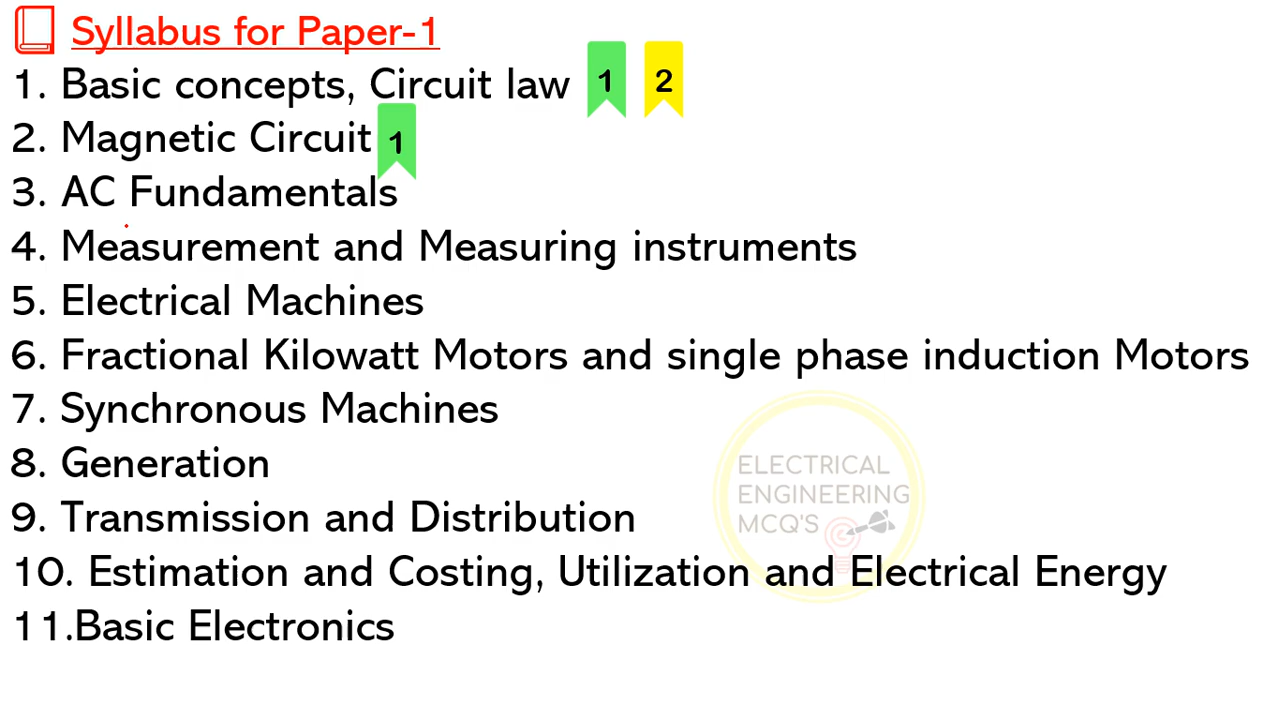 Syllabus for Paper-1
1. Basic concepts, Circuit law 1 2
2. Magnetic Circuit 1
3. AC Fundamentals
4. Measurement and Measuring instruments
5. Electrical Machines
6. Fractional Kilowatt Motors and single phase induction Motors
7. Synchronous Machines
8. Generation
ELECTRICAL
ENGINEERING
MCQ'S
9. Transmission and Distribution
10. Estimation and Costing, Utilization and Electrical Energy
11.Basic Electronics